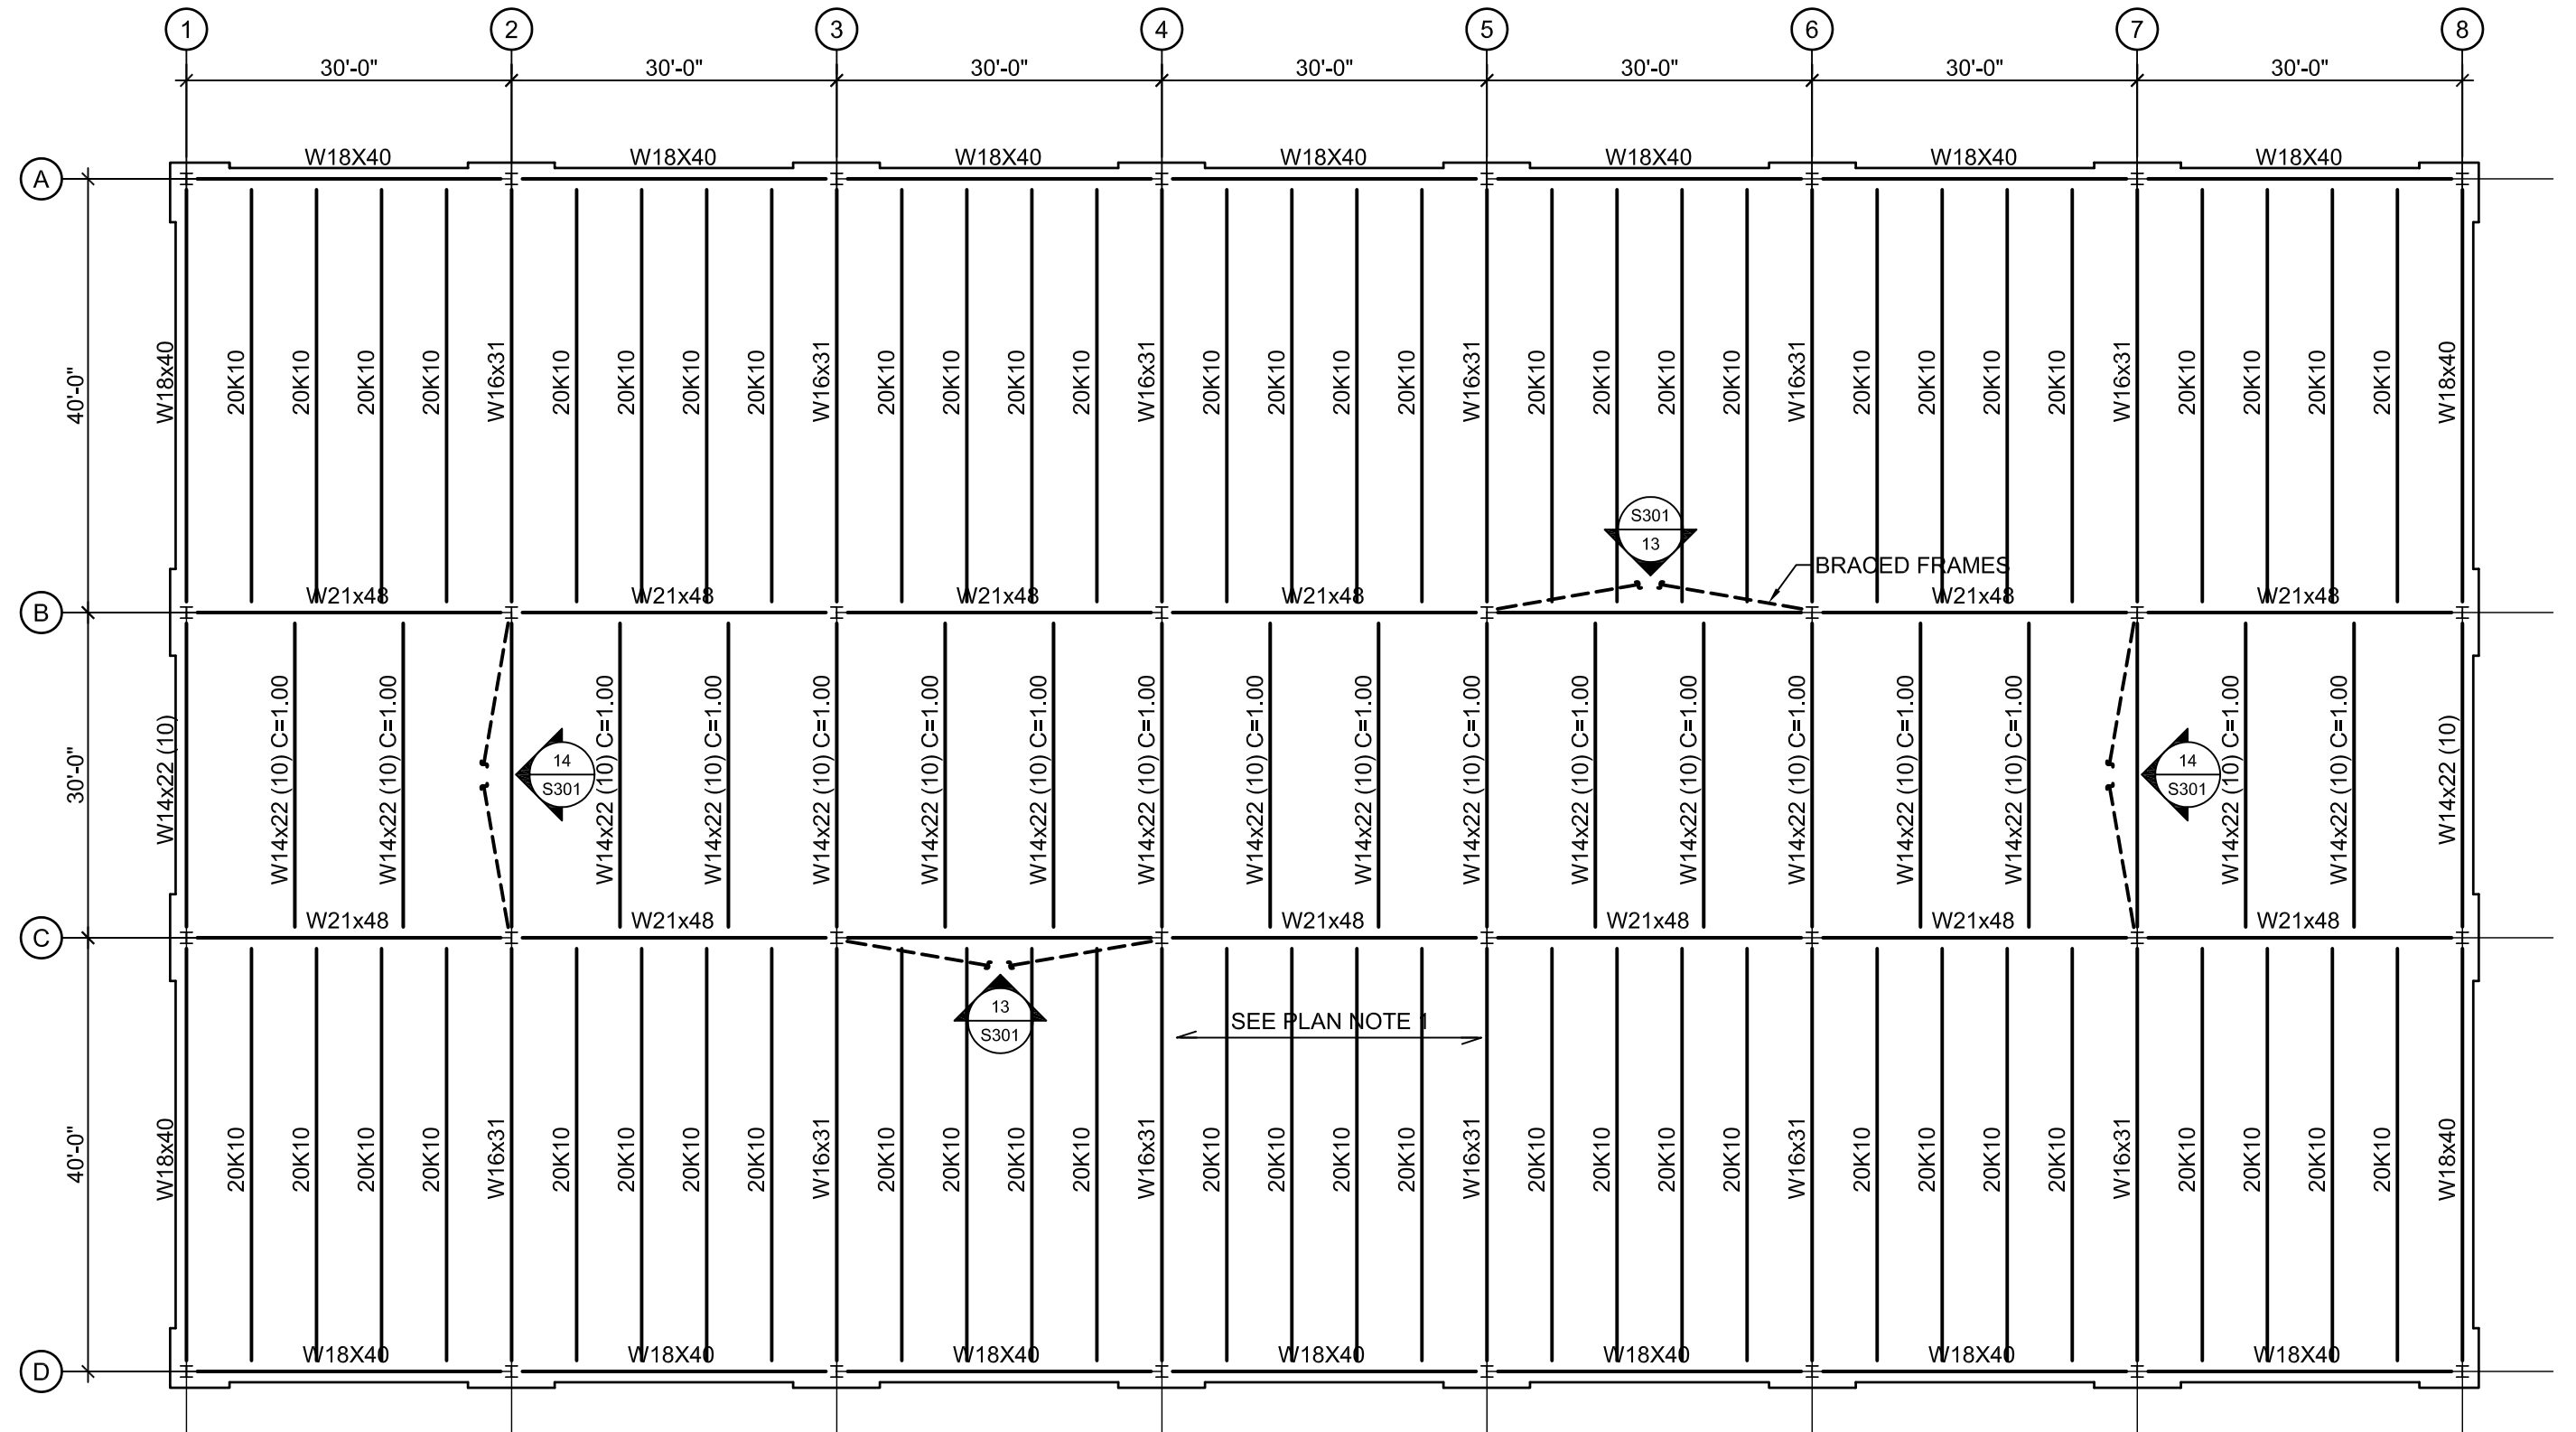 1 2 3 4 5 6 7 8
30'-0" 30'-0" 30'-0" 30'-0" 30'-0" 30'-0" 30'-0"
W18X40 W18X40 W18X40 W18X40 W18X40 W18X40 W18X40
A
40'-0"
W18x40 20K10 20K10 20K10 20K10 W16x31 20K10 20K10 20K10 20K10 W16x31 20K10 20K10 20K10 20K10 W16x31 20K10 20K10 20K10 20K10 W16x31 20K10 20K10 20K10 20K10 W16x31 20K10 20K10 20K10 20K10 W16x31 20K10 20K10 20K10 20K10 W18x40
S301
13
BRACED FRAMES
B
W21x48 W21x48 W21x48 W21x48 W21x48 W21x48
30'-0"
W14x22 (10)
W14x22 (10) C=1.00
W14x22 (10) C=1.00
14
S301
W14x22 (10) C=1.00
W14x22 (10) C=1.00
W14x22 (10) C=1.00
W14x22 (10) C=1.00
W14x22 (10) C=1.00
W14x22 (10) C=1.00
W14x22 (10) C=1.00
W14x22 (10) C=1.00
W14x22 (10) C=1.00
W14x22 (10) C=1.00
W14x22 (10) C=1.00
W14x22 (10) C=1.00
W14x22 (10) C=1.00
W14x22 (10) C=1.00
14
S301
W14x22 (10) C=1.00
W14x22 (10) C=1.00
W14x22 (10)
C
W21x48 W21x48 W21x48 W21x48 W21x48 W21x48
13
S301
SEE PLAN NOTE 1
40'-0"
W18x40 20K10 20K10 20K10 20K10 W16x31 20K10 20K10 20K10 20K10 W16x31 20K10 20K10 20K10 20K10 W16x31 20K10 20K10 20K10 20K10 W16x31 20K10 20K10 20K10 20K10 W16x31 20K10 20K10 20K10 20K10 W16x31 20K10 20K10 20K10 20K10 W18x40
W18X40 W18X40 W18X40 W18X40 W18X40 W18X40 W18X40
D